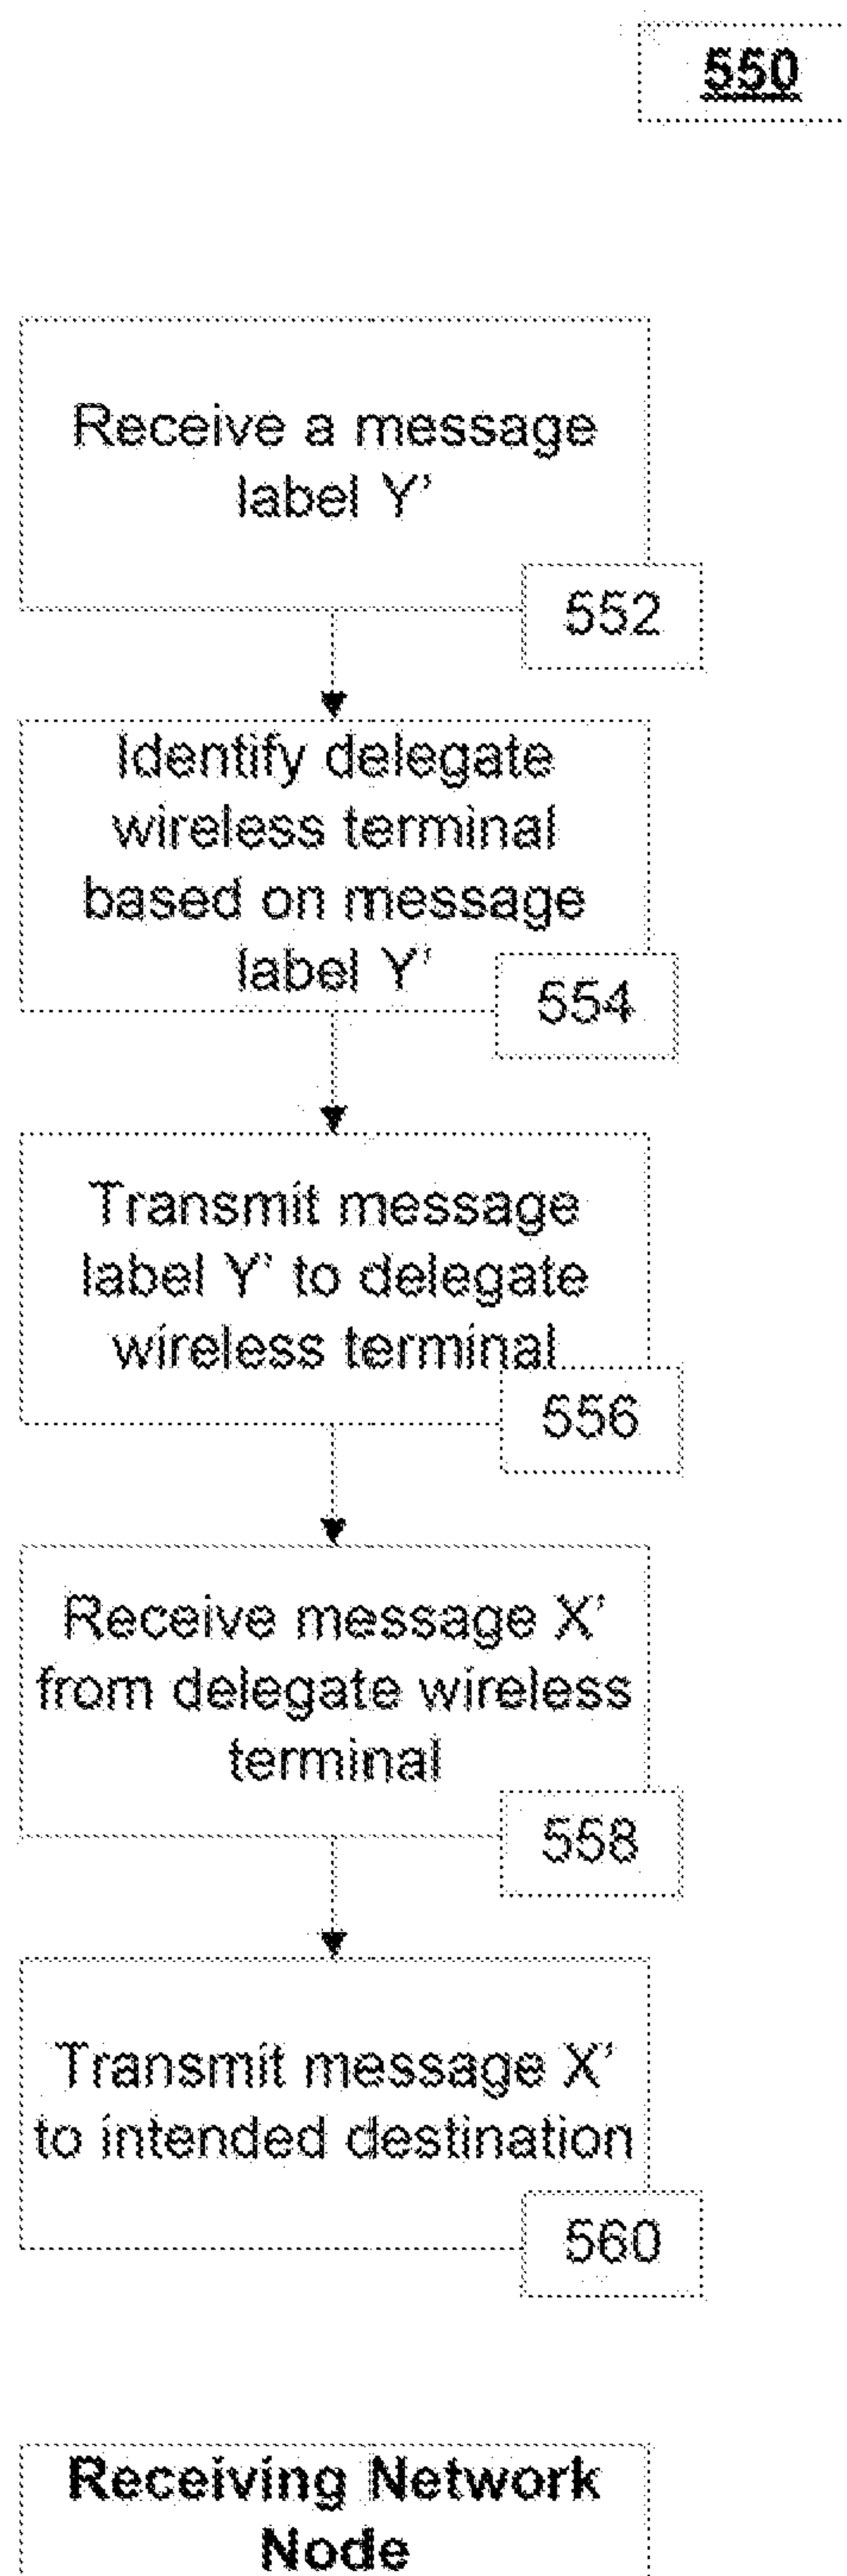 550
Receive a message
label Y'
552
Identify delegate
wireless terminal
based on message
label Y'
554
Transmit message
label Y' to delegate
wireless terminal
556
Receive message X'
from delegate wireless
terminal
558
Transmit message X'
to intended destination
560
Receiving Network
Node